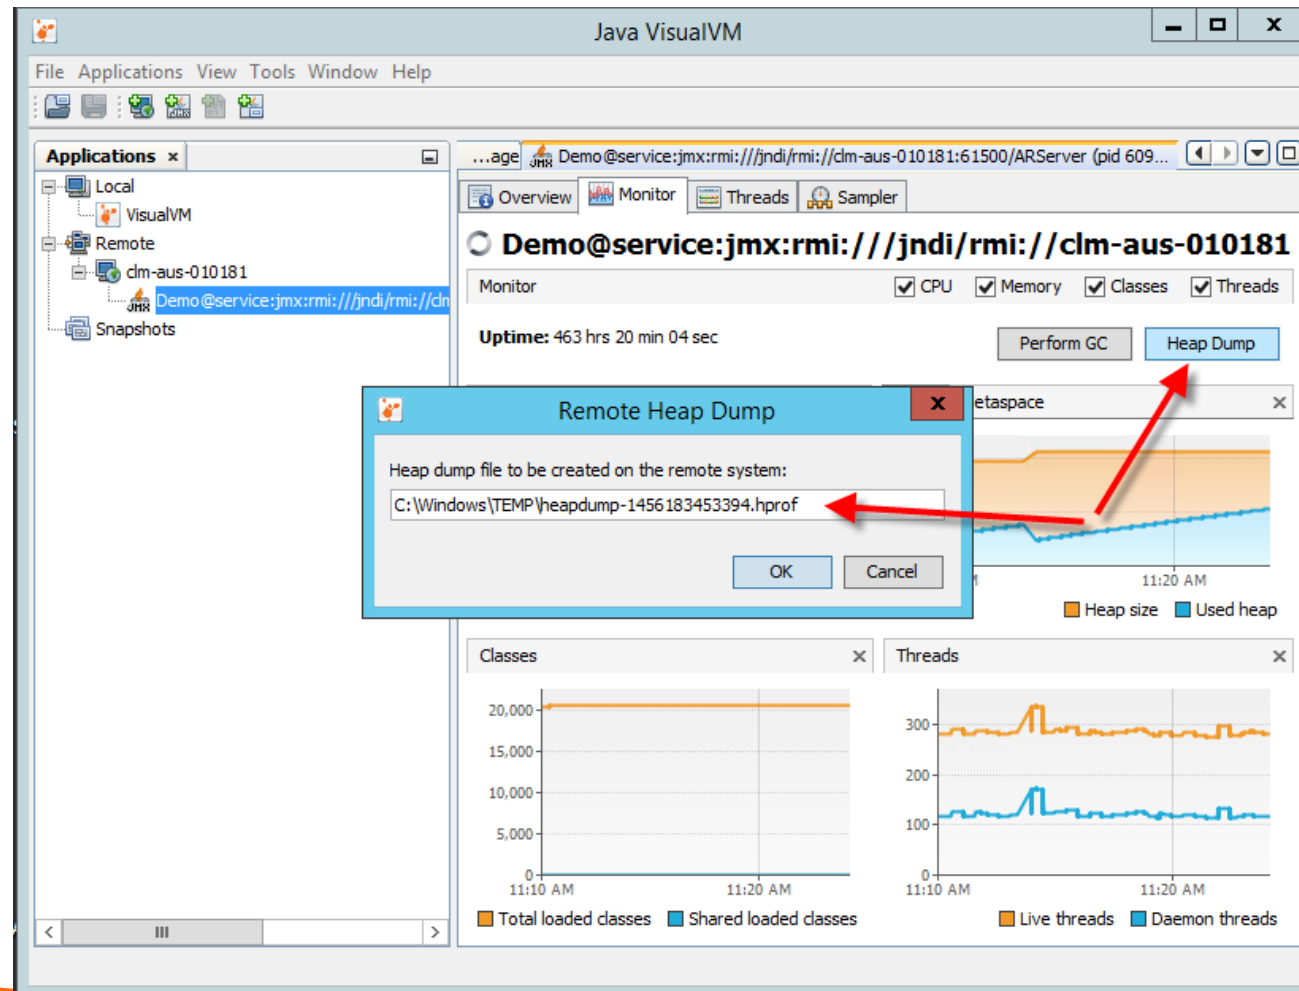 Java VisualVM
File Applications View Tools Window Help
Applications
Local
VisualVM
Remote
clm-aus-010181
Demo@service:jmx:rmi:///jndi/rmi://cln
Snapshots
...age
JMX Demo@service:jmx:rmi:///jndi/rmi://clm-aus-010181:61500/ARServer (pid 609...
Overview Monitor Threads Sampler
Demo@service:jmx:rmi:///jndi/rmi://clm-aus-010181
Monitor CPU Memory Classes Threads
Uptime: 463 hrs 20 min 04 sec
Perform GC Heap Dump
etaspace
Remote Heap Dump
Heap dump file to be created on the remote system:
C:\Windows\TEMP\heapdump-1456183453394.hprof
OK Cancel
11:20 AM
Heap size Used heap
Classes
20,000
15,000
10,000
5,000
0
11:10 AM 11:20 AM
Total loaded classes Shared loaded classes
Threads
300
200
100
0
11:10 AM 11:20 AM
Live threads Daemon threads